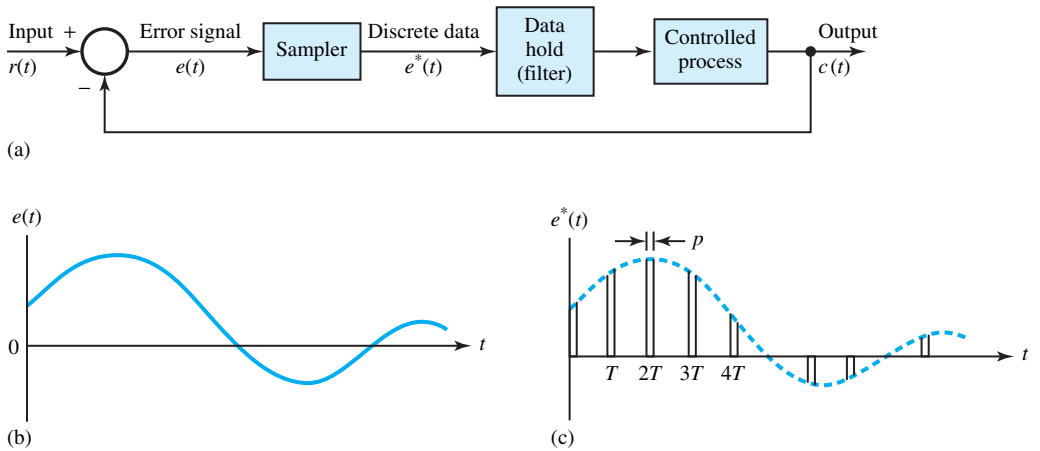 Input + Error signal Sampler Discrete data Data hold (filter) Controlled process Output
r(t) − e(t) e*(t) c(t)
(a)
e(t)
0
t
(b)
e*(t)
p
T 2T 3T 4T
t
(c)